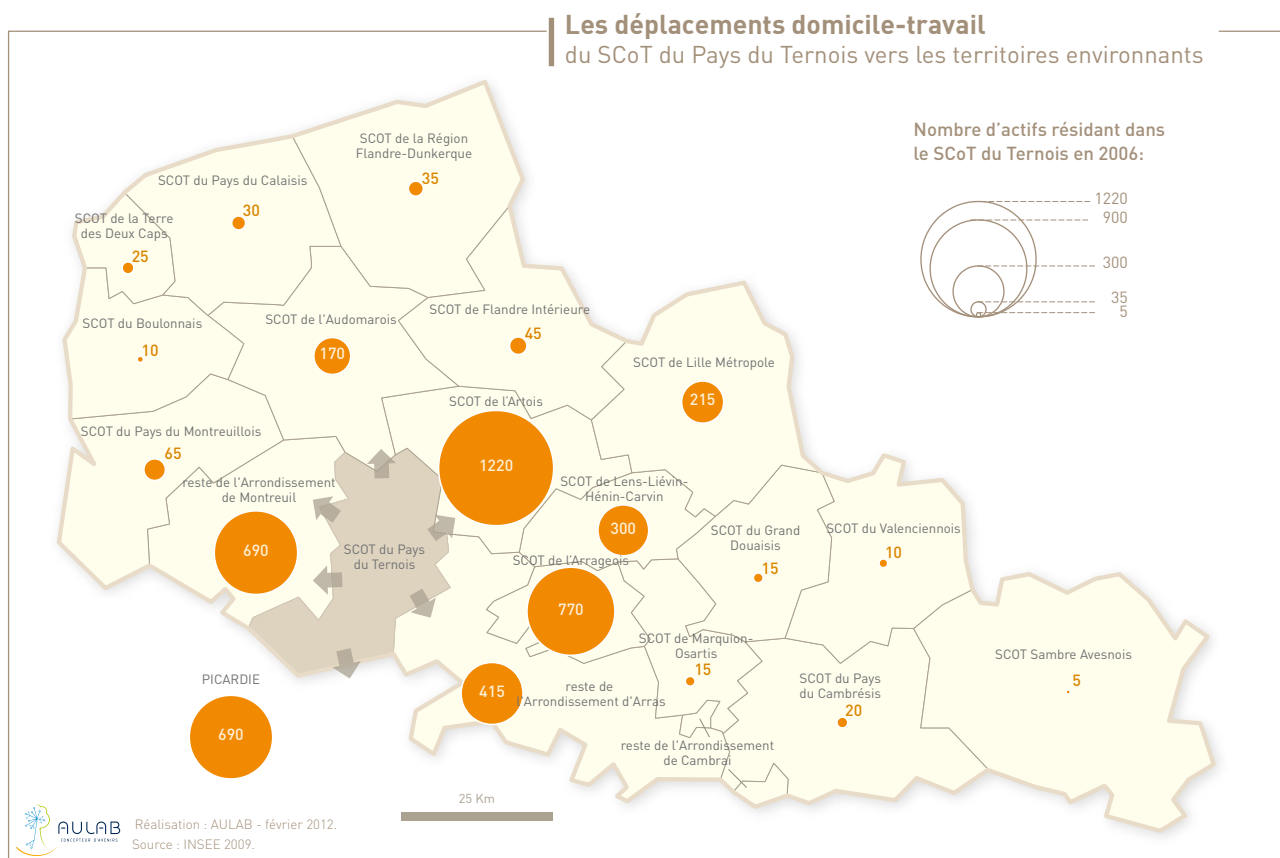 Les déplacements domicile-travail
du SCoT du Pays du Ternois vers les territoires environnants
Nombre d'actifs résidant dans
le SCoT du Ternois en 2006:
1220
900
300
35
5
SCOT de la Région
Flandre-Dunkerque
35
SCOT du Pays du Calaisis
30
SCOT de la Terre
des Deux Caps
25
SCOT du Boulonnais
10
SCOT de l'Audomarois
170
SCOT de Flandre Intérieure
45
SCOT de Lille Métropole
215
SCOT de l'Artois
1220
SCOT du Pays du Montreuillois
65
reste de l'Arrondissement
de Montreuil
690
SCOT de Lens-Liévin-
Hénin-Carvin
300
SCOT du Grand
Douaisis
15
SCOT du Valenciennois
10
SCOT du Pays
du Ternois
SCOT de l'Arrageois
770
SCOT de Marquion-
Osartis
15
SCOT du Pays
du Cambrésis
20
SCOT Sambre Avesnois
5
PICARDIE
690
415
reste de
l'Arrondissement d'Arras
reste de l'Arrondissement
de Cambrai
25 Km
AULAB
CONCEPTEUR D'AVENIRS
Réalisation : AULAB - février 2012.
Source : INSEE 2009.